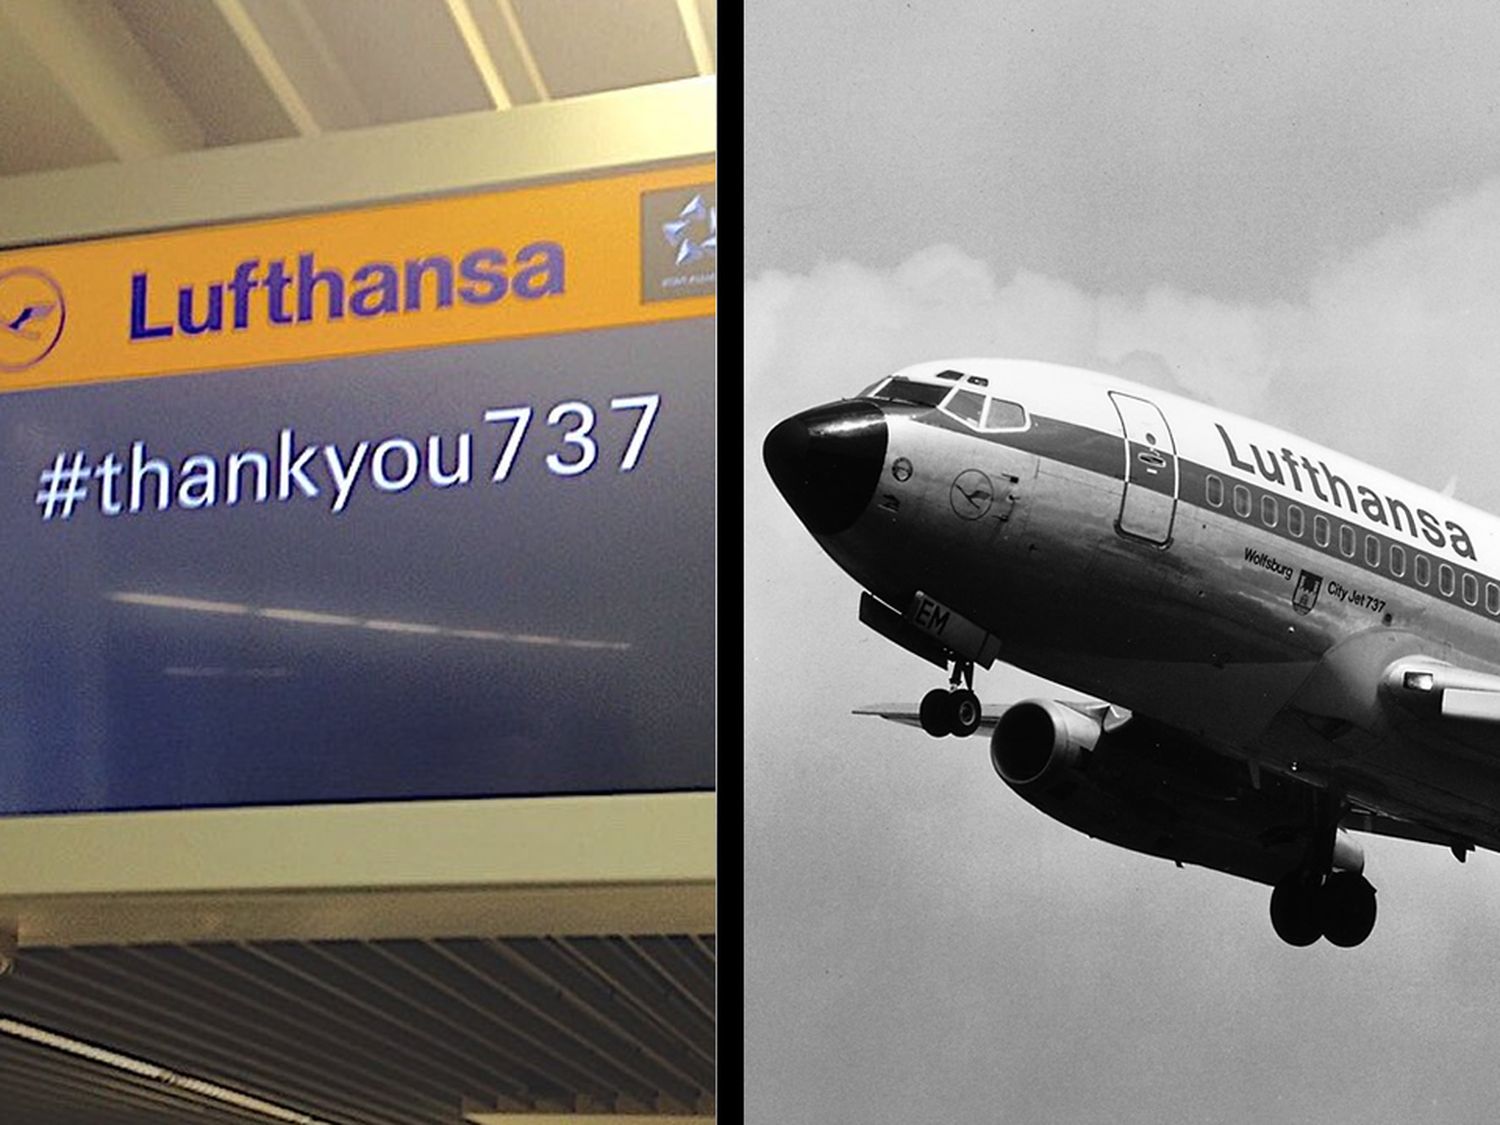 Lufthansa
#thankyou737
Lufthansa
Wolfsburg City Jet 737
EM